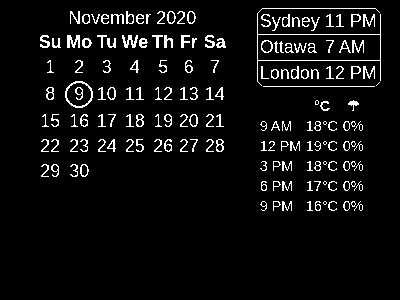 November 2020
Su Mo Tu We Th Fr Sa
1 2 3 4 5 6 7
8 9 10 11 12 13 14
15 16 17 18 19 20 21
22 23 24 25 26 27 28
29 30
Sydney 11 PM
Ottawa 7 AM
London 12 PM
°C ☂
9 AM 18°C 0%
12 PM 19°C 0%
3 PM 18°C 0%
6 PM 17°C 0%
9 PM 16°C 0%